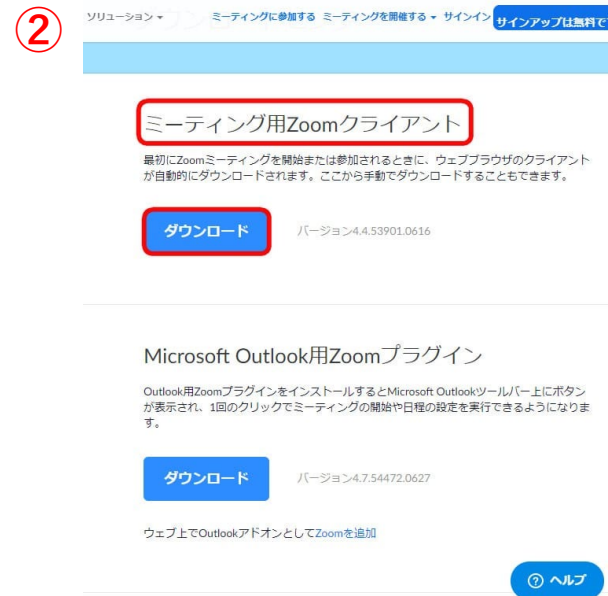 ②
ソリューション
ミーティングに参加する ミーティングを開催する サインイン サインアップは無料で
ミーティング用Zoomクライアント
最初にZoomミーティングを開始または参加されるときに、ウェブブラウザのクライアント
が自動的にダウンロードされます。ここから手動でダウンロードすることもできます。
ダウンロード バージョン4.4.53901.0616
Microsoft Outlook用Zoomプラグイン
Outlook用ZoomプラグインをインストールするとMicrosoft Outlookツールバー上にボタン
が表示され、1回のクリックでミーティングの開始や日程の設定を実行できるようになりま
す。
ダウンロード バージョン4.7.54472.0627
ウェブ上でOutlookアドオンとしてZoomを追加
ヘルプ